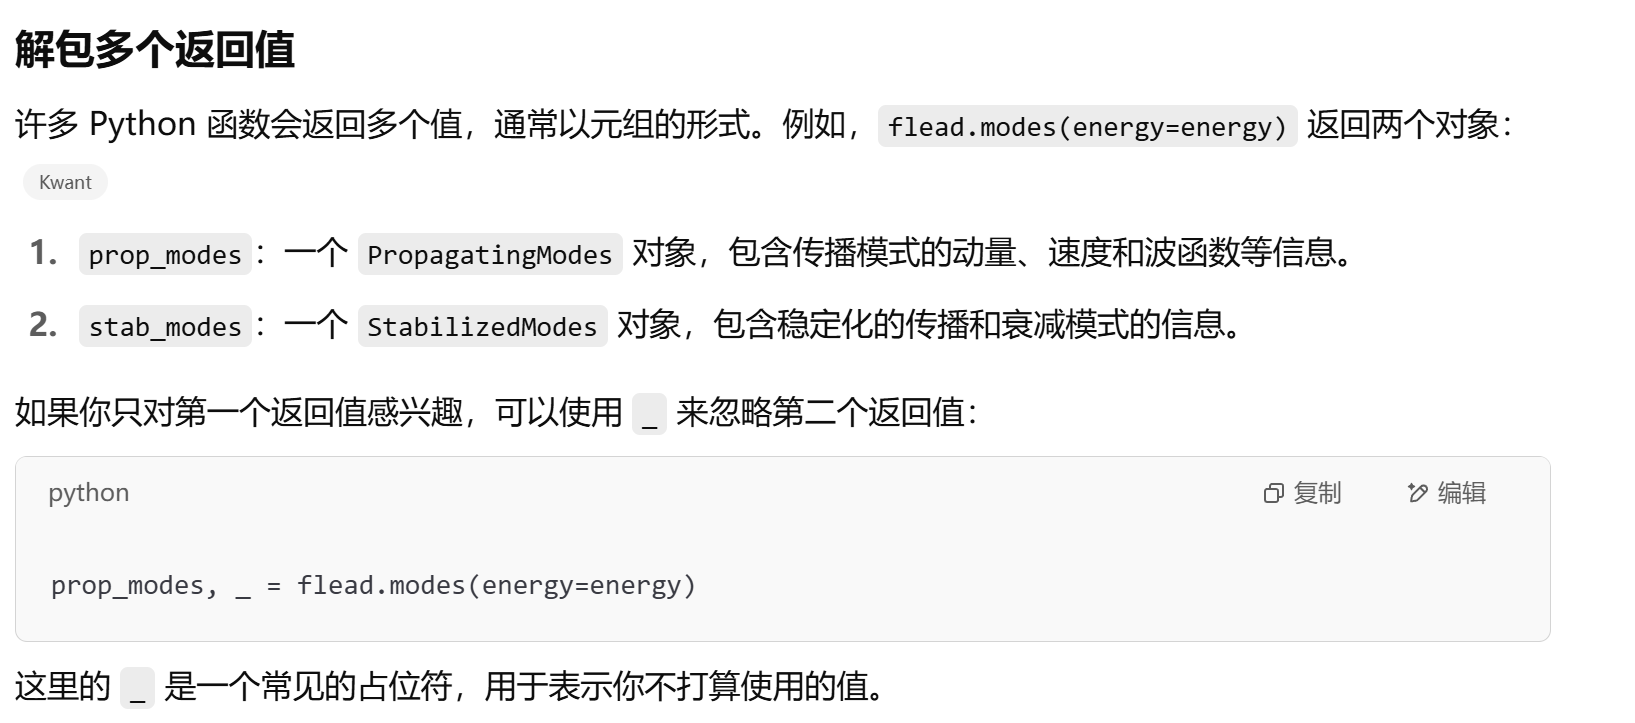 解包多个返回值
许多 Python 函数会返回多个值，通常以元组的形式。例如， flead.modes(energy=energy) 返回两个对象：
Kwant
1. prop_modes： 一个 PropagatingModes 对象，包含传播模式的动量、速度和波函数等信息。
2. stab_modes： 一个 StabilizedModes 对象，包含稳定化的传播和衰减模式的信息。
如果你只对第一个返回值感兴趣，可以使用 _ 来忽略第二个返回值：
python 复制 编辑
prop_modes, _ = flead.modes(energy=energy)
这里的 _ 是一个常见的占位符，用于表示你不打算使用的值。